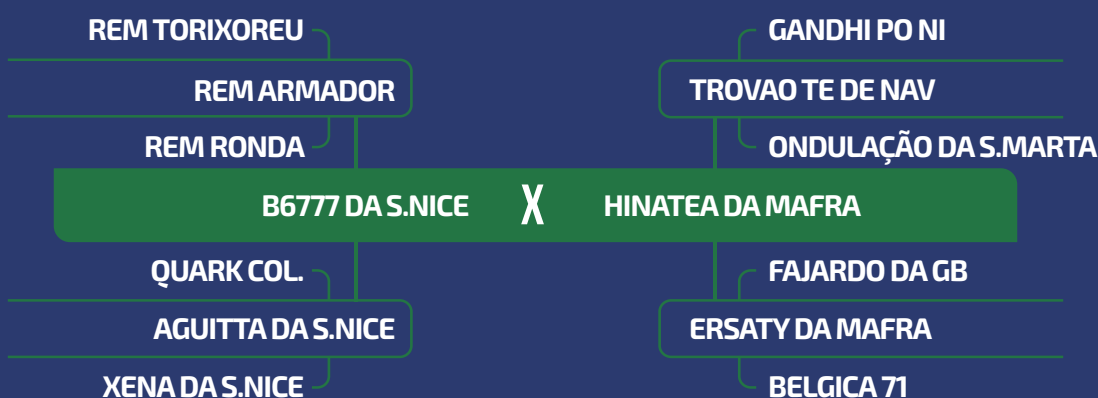 REM TORIXOREU
GANDHI PO NI
REM ARMADOR
TROVAO TE DE NAV
REM RONDA
ONDULAÇÃO DA S.MARTA
B6777 DA S.NICE X HINATEA DA MAFRA
QUARK COL.
FAJARDO DA GB
AGUITTA DA S.NICE
ERSATY DA MAFRA
XENA DA S.NICE
BELGICA 71